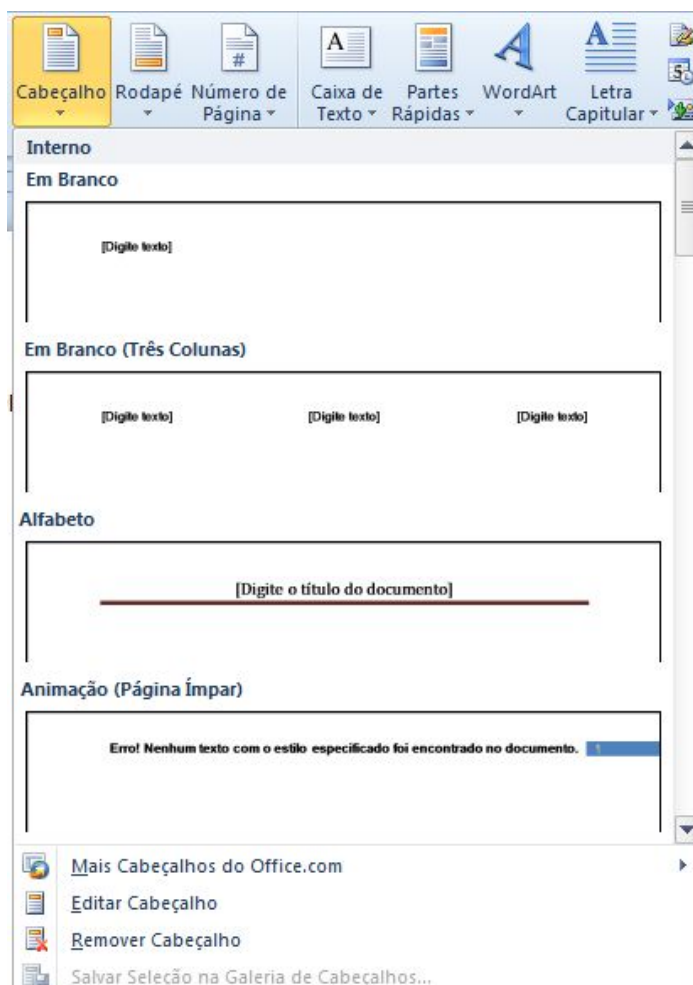 Cabeçalho Rodapé Número de Página Caixa de Texto Partes Rápidas WordArt Letra Capitular
Interno
Em Branco
[Digite texto]
Em Branco (Três Colunas)
[Digite texto] [Digite texto] [Digite texto]
Alfabeto
[Digite o título do documento]
Animação (Página Ímpar)
Erro! Nenhum texto com o estilo especificado foi encontrado no documento. 1
Mais Cabeçalhos do Office.com
Editar Cabeçalho
Remover Cabeçalho
Salvar Seleção na Galeria de Cabeçalhos...